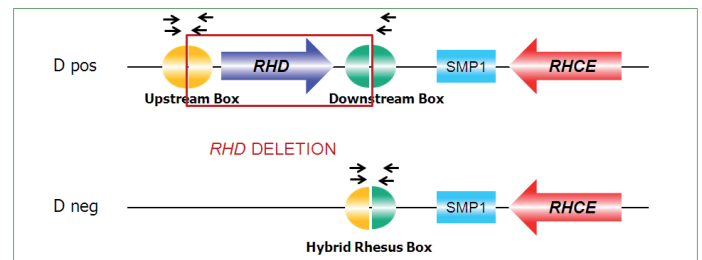 D pos
RHD
SMP1
RHCE
Upstream Box
Downstream Box
RHD DELETION
D neg
SMP1
RHCE
Hybrid Rhesus Box